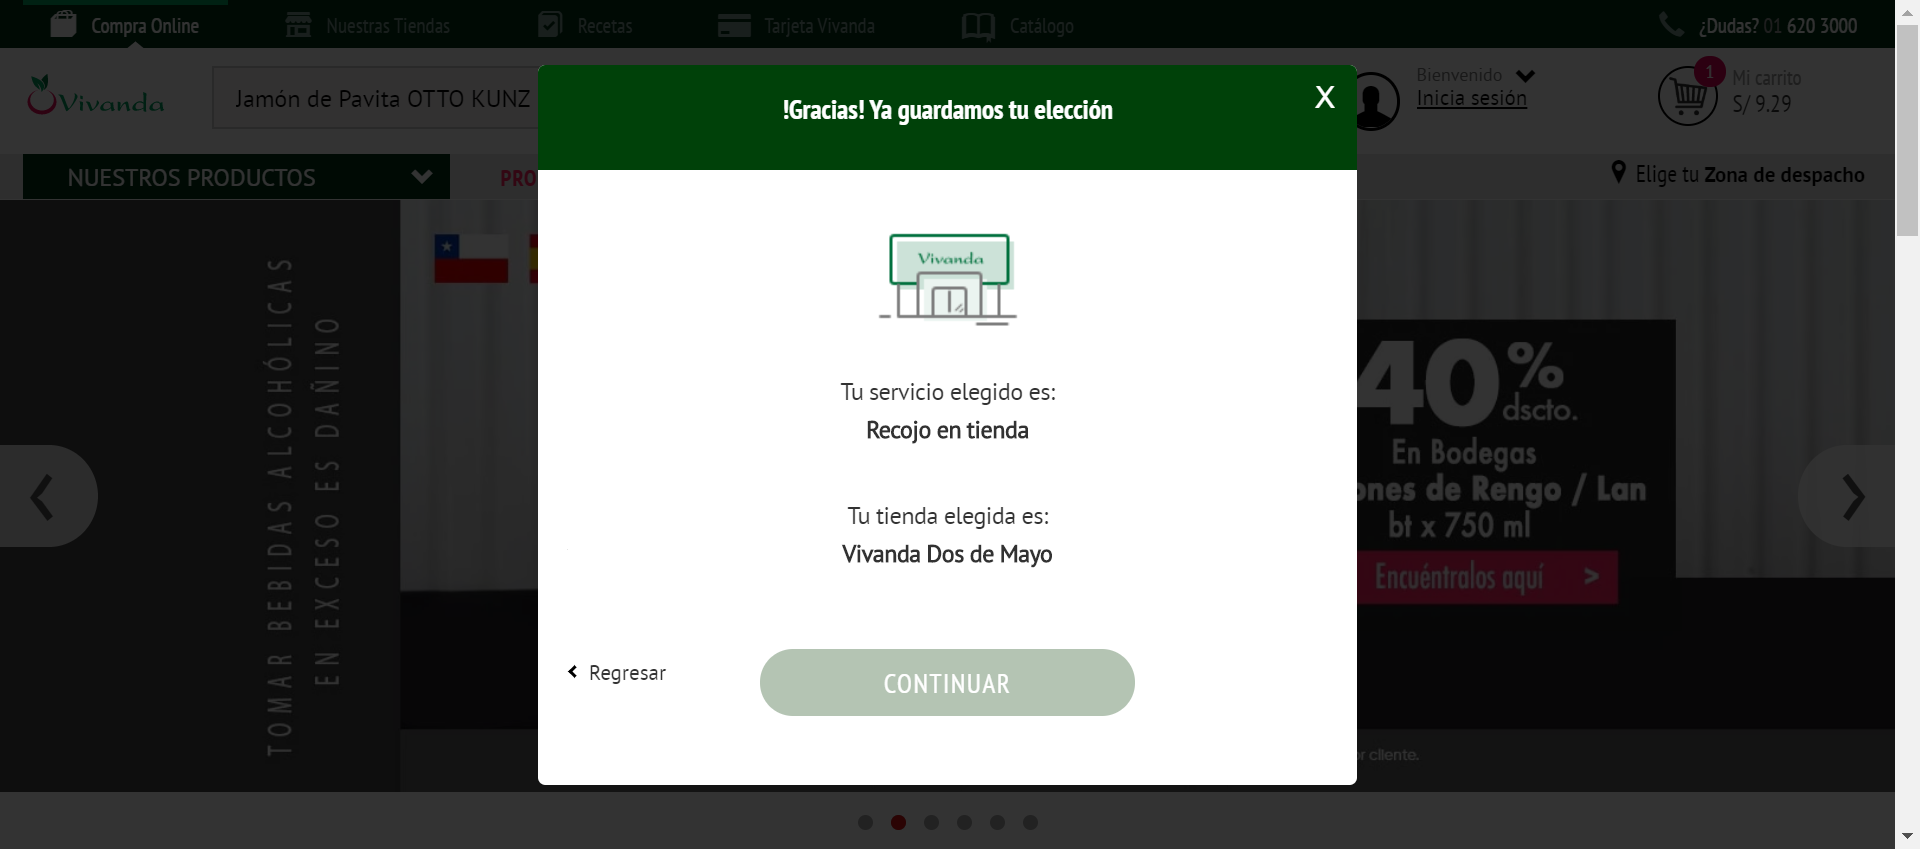 Compra Online
Nuestras Tiendas
Recetas
Tarjeta Vivanda
Catálogo
¿Dudas? 01 620 3000
Vivanda
Jamón de Pavita OTTO KUNZ
Bienvenido
Inicia sesión
1
Mi carrito
S/ 9.29
NUESTROS PRODUCTOS
PRO
Elige tu Zona de despacho
!Gracias! Ya guardamos tu elección
X
Vivanda
Tu servicio elegido es:
Recojo en tienda
Tu tienda elegida es:
Vivanda Dos de Mayo
Regresar
CONTINUAR
TOMAR BEBIDAS ALCOHÓLICAS
EN EXCESO ES DAÑINO
40%
dscto.
En Bodegas
ones de Rengo / Lan
bt x 750 ml
Encuéntralos aquí >
or cliente.